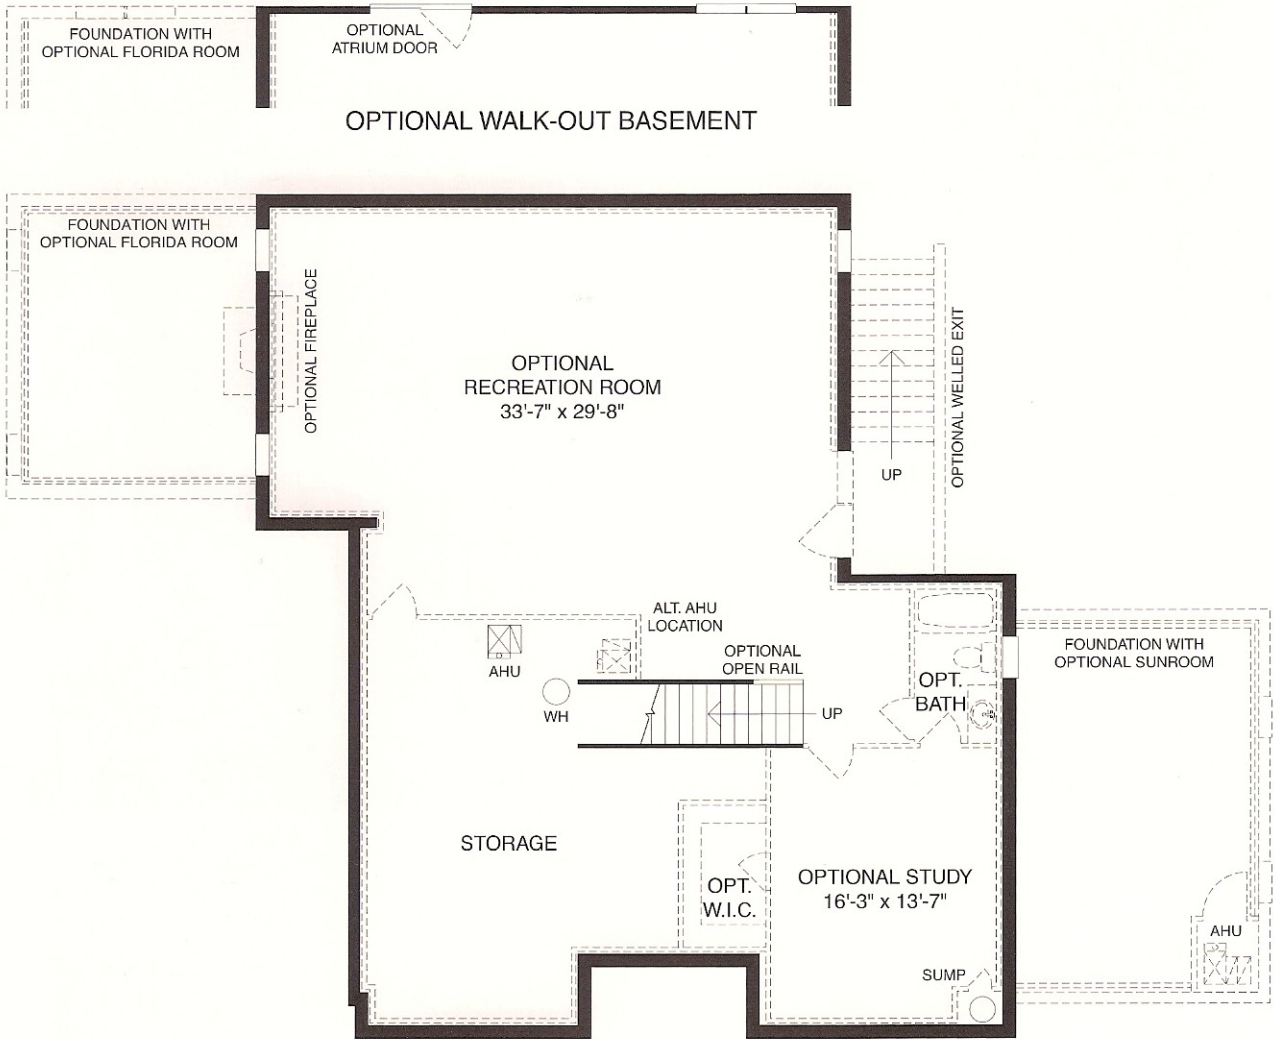 FOUNDATION WITH
OPTIONAL FLORIDA ROOM
OPTIONAL
ATRIUM DOOR
OPTIONAL WALK-OUT BASEMENT
FOUNDATION WITH
OPTIONAL FLORIDA ROOM
OPTIONAL FIREPLACE
OPTIONAL
RECREATION ROOM
33'-7" x 29'-8"
UP
OPTIONAL WELLED EXIT
ALT. AHU
LOCATION
AHU
OPTIONAL
OPEN RAIL
WH
UP
OPT.
BATH
FOUNDATION WITH
OPTIONAL SUNROOM
STORAGE
OPT.
W.I.C.
OPTIONAL STUDY
16'-3" x 13'-7"
SUMP
AHU